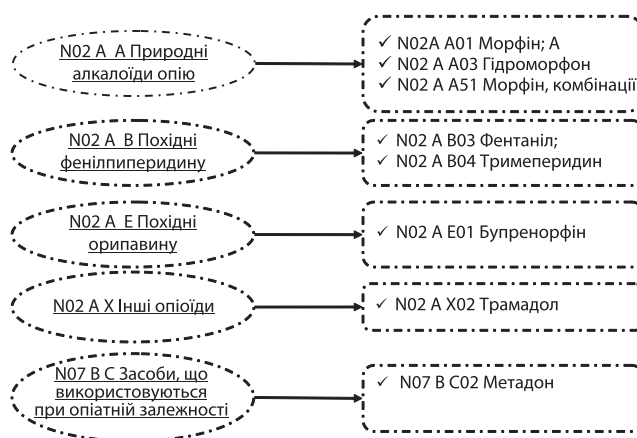 N02 A A Природні
алкалоїди опію
✓ N02A A01 Морфін; А
✓ N02 A A03 Гідроморфон
✓ N02 A A51 Морфін, комбінації
N02 A B Похідні
фенілпиперидину
✓ N02 A B03 Фентаніл;
✓ N02 A B04 Тримеперидин
N02 A E Похідні
орипавину
✓ N02 A E01 Бупренорфін
N02 A X Інші опіоїди
✓ N02 A X02 Трамадол
N07 B C Засоби, що
використовуються
при опіатній залежності
✓ N07 B C02 Метадон